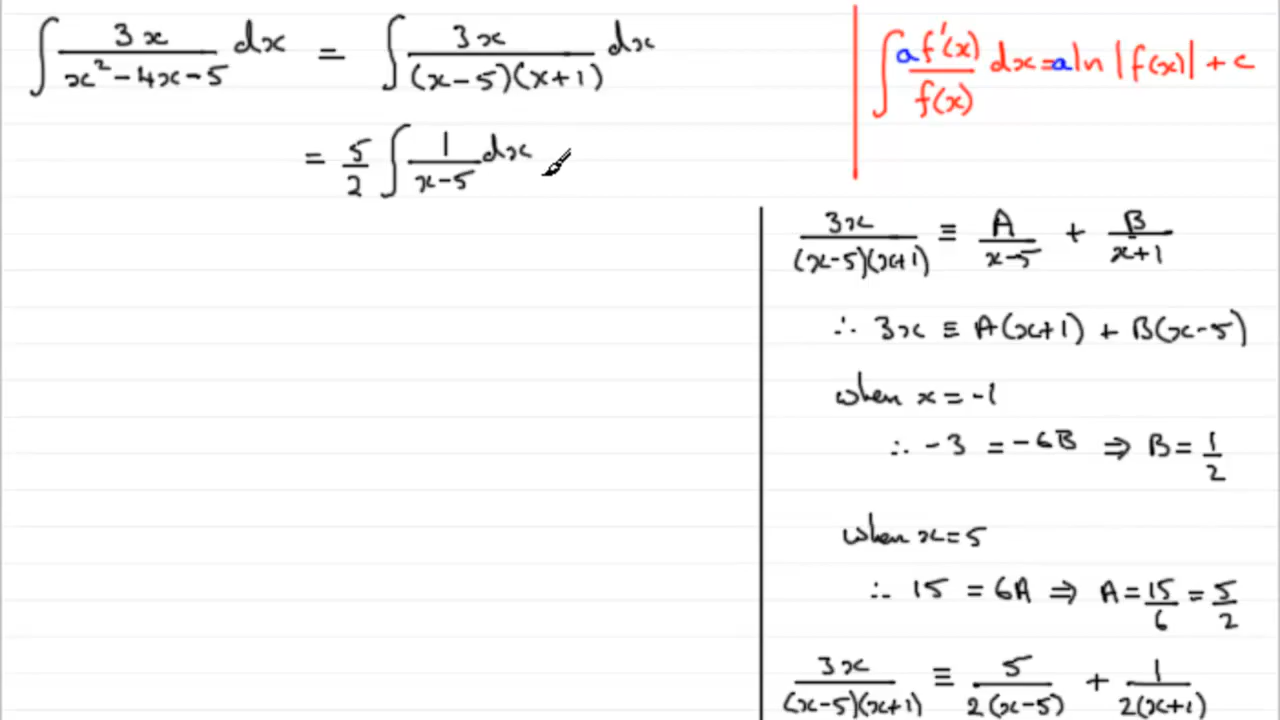 ∫ 3x/(x² – 4x – 5) dx = ∫ 3x/((x – 5)(x + 1)) dx
= 5/2 ∫ 1/(x – 5) dx
∫ a f'(x)/f(x) dx = a ln |f(x)| + c
3x/((x – 5)(x + 1)) ≡ A/(x – 5) + B/(x + 1)
∴ 3x ≡ A(x + 1) + B(x – 5)
when x = -1
∴ -3 = -6B ⇒ B = 1/2
when x = 5
∴ 15 = 6A ⇒ A = 15/6 = 5/2
3x/((x – 5)(x + 1)) ≡ 5/(2(x – 5)) + 1/(2(x + 1))